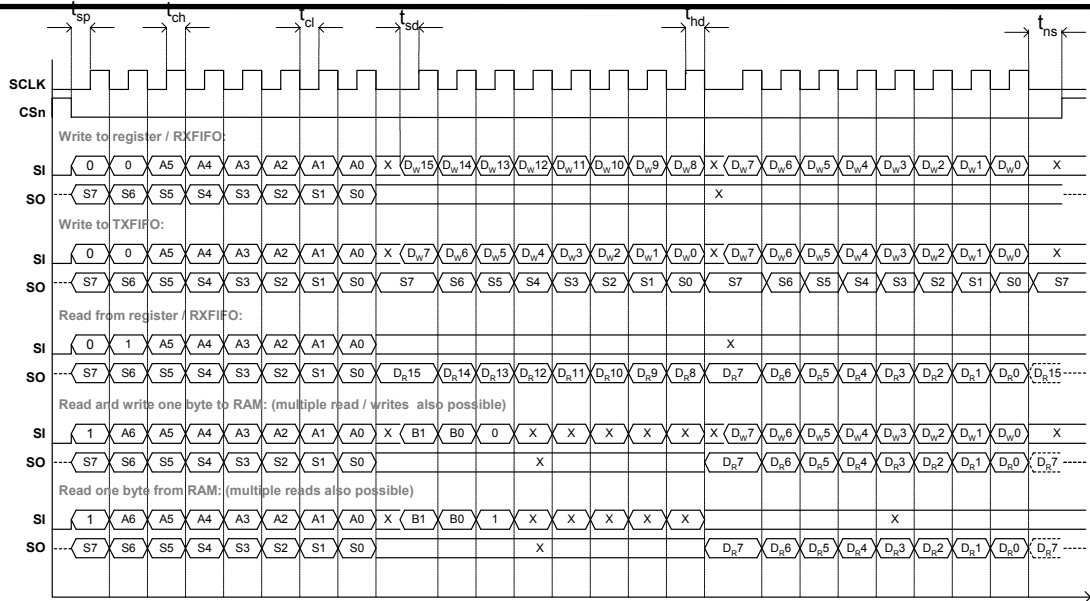 tsp tch tcl tsd thd tns
SCLK
CSn
Write to register / RXFIFO:
SI 0 0 A5 A4 A3 A2 A1 A0 X DW15 DW14 DW13 DW12 DW11 DW10 DW9 DW8 X DW7 DW6 DW5 DW4 DW3 DW2 DW1 DW0 X
SO S7 S6 S5 S4 S3 S2 S1 S0 X
Write to TXFIFO:
SI 0 0 A5 A4 A3 A2 A1 A0 X DW7 DW6 DW5 DW4 DW3 DW2 DW1 DW0 X DW7 DW6 DW5 DW4 DW3 DW2 DW1 DW0 X
SO S7 S6 S5 S4 S3 S2 S1 S0 S7 S6 S5 S4 S3 S2 S1 S0 S7 S6 S5 S4 S3 S2 S1 S0 S7
Read from register / RXFIFO:
SI 0 1 A5 A4 A3 A2 A1 A0 X
SO S7 S6 S5 S4 S3 S2 S1 S0 DR15 DR14 DR13 DR12 DR11 DR10 DR9 DR8 DR7 DR6 DR5 DR4 DR3 DR2 DR1 DR0 DR15
Read and write one byte to RAM: (multiple read / writes also possible)
SI 1 A6 A5 A4 A3 A2 A1 A0 X B1 B0 0 X X X X X X DW7 DW6 DW5 DW4 DW3 DW2 DW1 DW0 X
SO S7 S6 S5 S4 S3 S2 S1 S0 X DR7 DR6 DR5 DR4 DR3 DR2 DR1 DR0 DR7
Read one byte from RAM: (multiple reads also possible)
SI 1 A6 A5 A4 A3 A2 A1 A0 X B1 B0 1 X X X X X X
SO S7 S6 S5 S4 S3 S2 S1 S0 X DR7 DR6 DR5 DR4 DR3 DR2 DR1 DR0 DR7